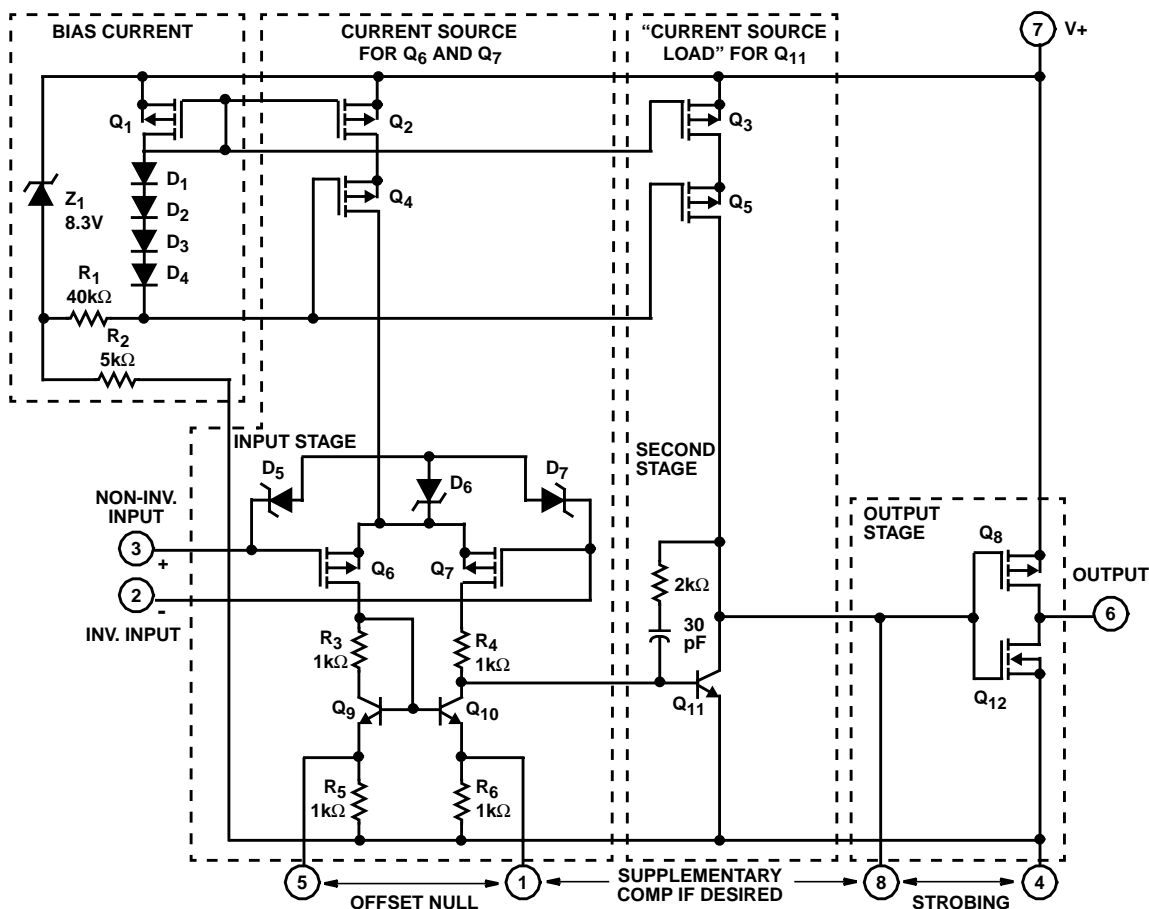 BIAS CURRENT
CURRENT SOURCE
FOR Q6 AND Q7
“CURRENT SOURCE
LOAD” FOR Q11
7
V+
Q1
Q2
Q3
D1
D2
D3
D4
Z1
8.3V
Q4
Q5
R1
40kΩ
R2
5kΩ
INPUT STAGE
D5
D6
D7
SECOND
STAGE
NON-INV.
INPUT
3
+
2
-
INV. INPUT
Q6
Q7
2kΩ
30
pF
OUTPUT
STAGE
Q8
OUTPUT
6
R3
1kΩ
R4
1kΩ
Q9
Q10
Q11
Q12
R5
1kΩ
R6
1kΩ
5
OFFSET NULL
1
SUPPLEMENTARY
COMP IF DESIRED
8
STROBING
4